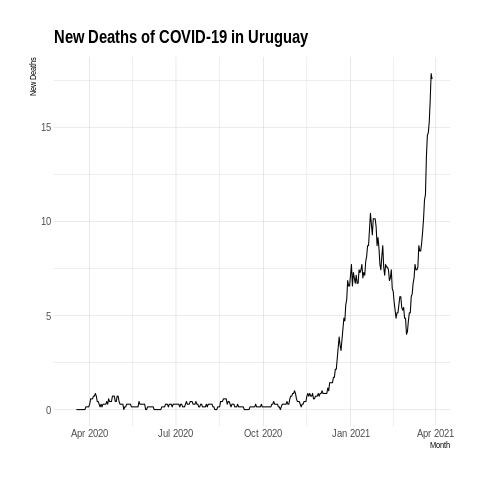 New Deaths of COVID-19 in Uruguay
New Deaths
15
10
5
0
Apr 2020 Jul 2020 Oct 2020 Jan 2021 Apr 2021
Month